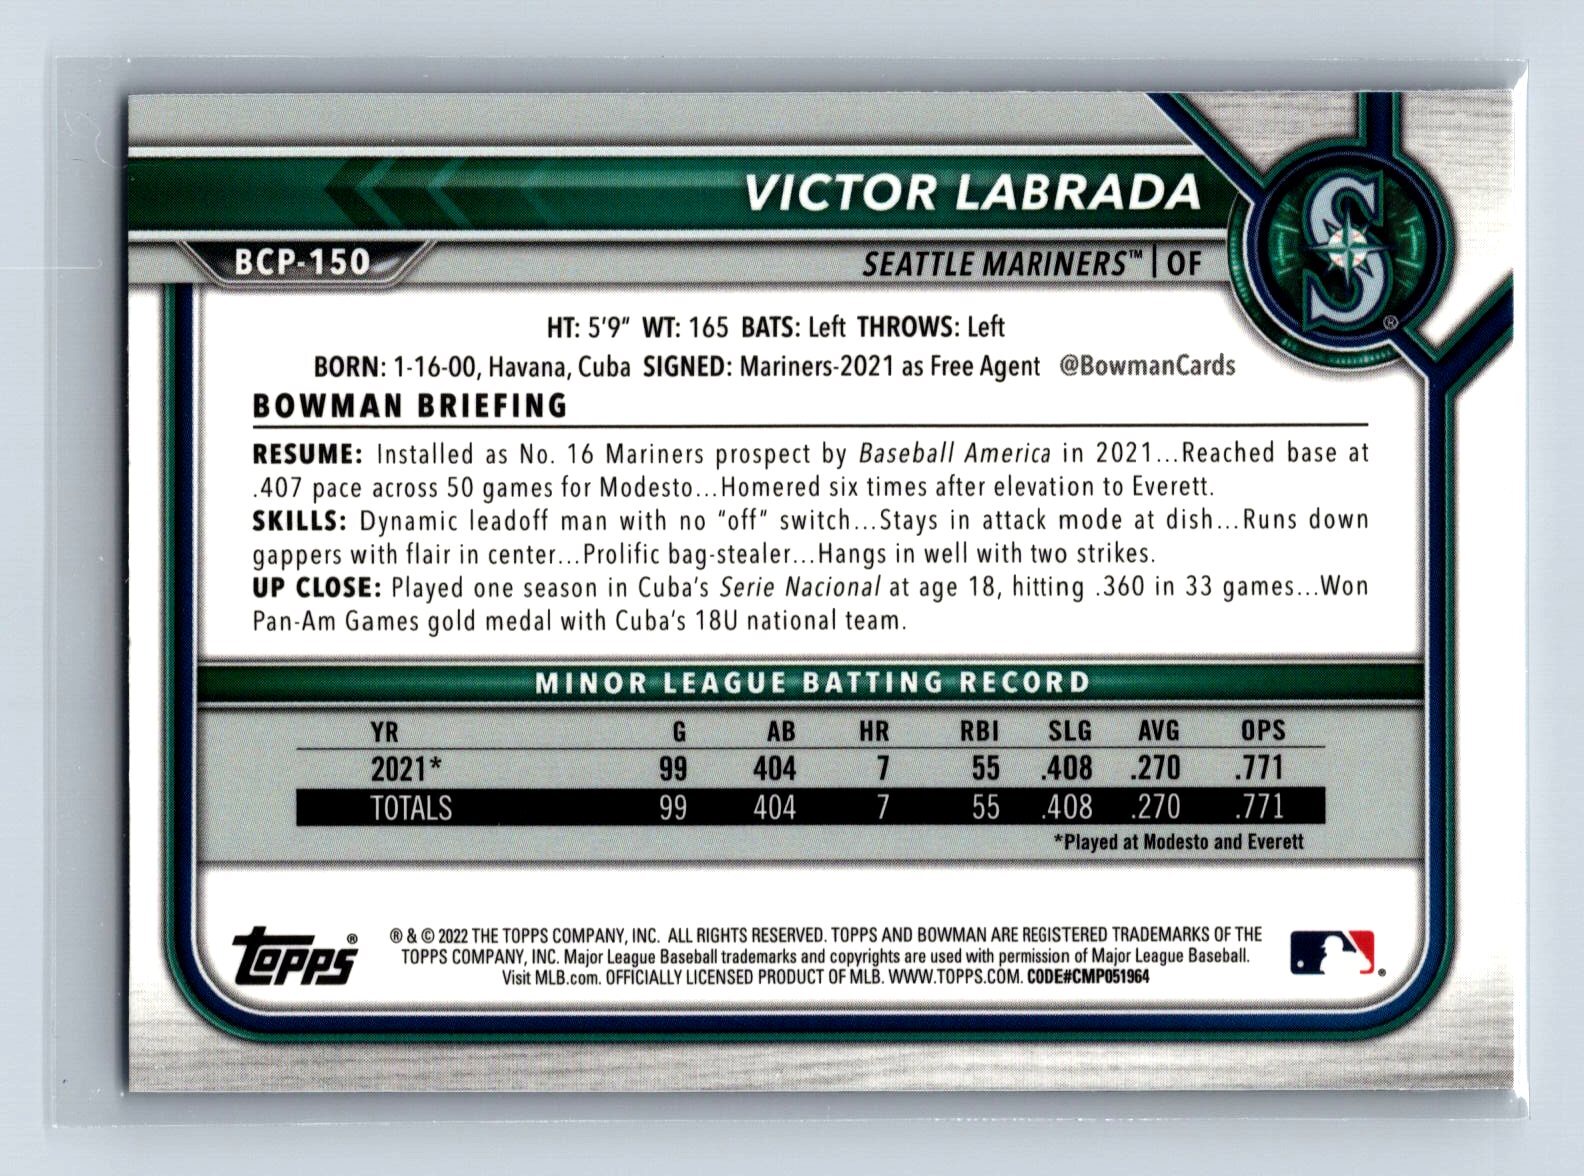 VICTOR LABRADA
BCP-150
SEATTLE MARINERS™ | OF
S
®
HT: 5'9" WT: 165 BATS: Left THROWS: Left
BORN: 1-16-00, Havana, Cuba SIGNED: Mariners-2021 as Free Agent @BowmanCards
BOWMAN BRIEFING
RESUME: Installed as No. 16 Mariners prospect by Baseball America in 2021...Reached base at
.407 pace across 50 games for Modesto...Homered six times after elevation to Everett.
SKILLS: Dynamic leadoff man with no "off" switch...Stays in attack mode at dish...Runs down
gappers with flair in center...Prolific bag-stealer...Hangs in well with two strikes.
UP CLOSE: Played one season in Cuba's Serie Nacional at age 18, hitting .360 in 33 games...Won
Pan-Am Games gold medal with Cuba's 18U national team.
MINOR LEAGUE BATTING RECORD
YR G AB HR RBI SLG AVG OPS
2021* 99 404 7 55 .408 .270 .771
TOTALS 99 404 7 55 .408 .270 .771
*Played at Modesto and Everett
Topps®
® & © 2022 THE TOPPS COMPANY, INC. ALL RIGHTS RESERVED. TOPPS AND BOWMAN ARE REGISTERED TRADEMARKS OF THE
TOPPS COMPANY, INC. Major League Baseball trademarks and copyrights are used with permission of Major League Baseball.
Visit MLB.com. OFFICIALLY LICENSED PRODUCT OF MLB. WWW.TOPPS.COM. CODE#CMP051964
®